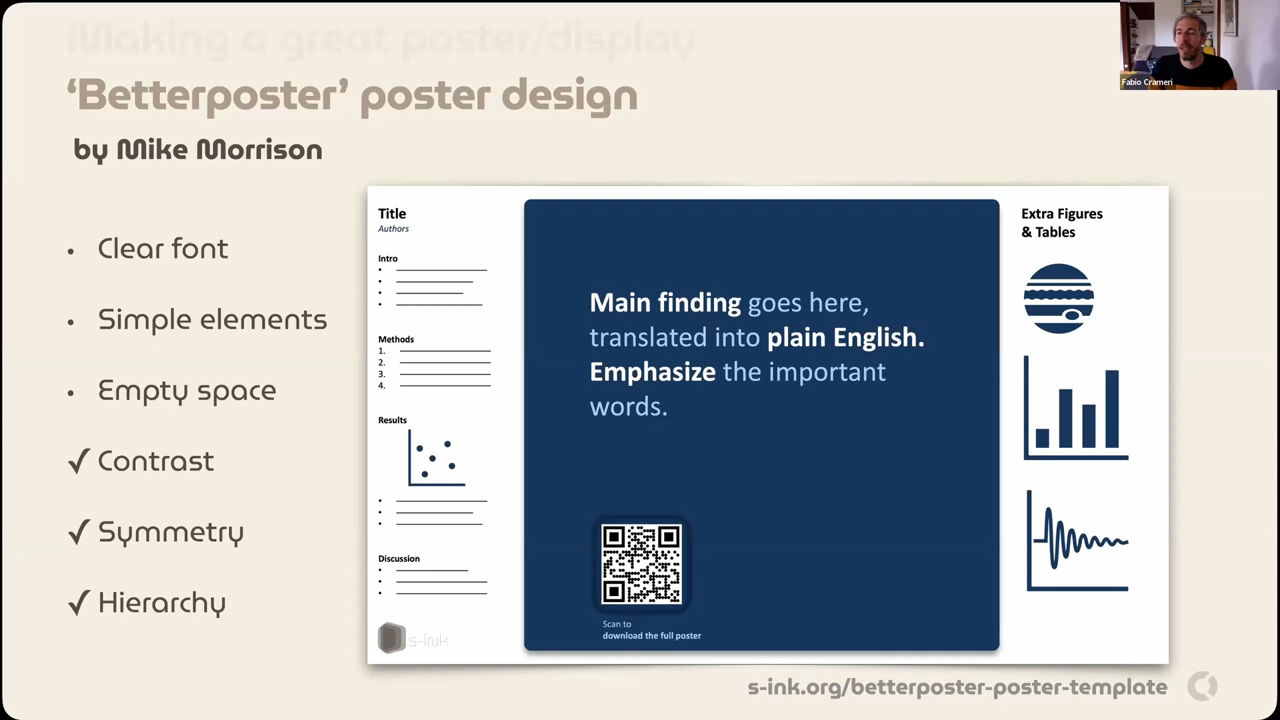 Making a great poster/display
‘Betterposter’ poster design
by Mike Morrison
Fabio Crameri
• Clear font
• Simple elements
• Empty space
✓ Contrast
✓ Symmetry
✓ Hierarchy
Title
Authors
Intro
Methods
1.
2.
3.
4.
Results
Discussion
s-ink
Main finding goes here,
translated into plain English.
Emphasize the important
words.
Scan to
download the full poster
Extra Figures
& Tables
s-ink.org/betterposter-poster-template